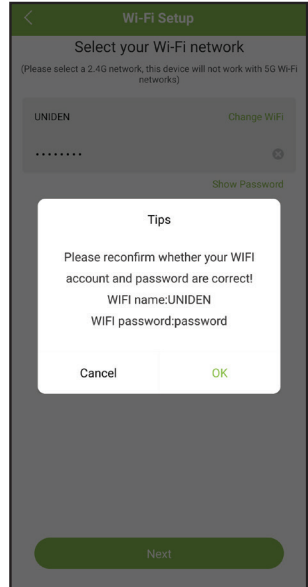 Wi-Fi Setup
Select your Wi-Fi network
(Please select a 2.4G network, this device will not work with 5G Wi-Fi
networks)
UNIDEN Change WiFi
········
Show Password
Tips
Please reconfirm whether your WIFI
account and password are correct!
WIFI name:UNIDEN
WIFI password:password
Cancel OK
Next